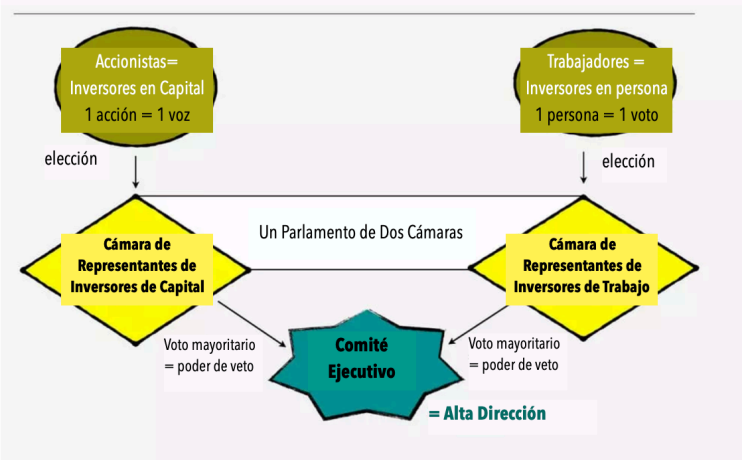 Accionistas=
Inversores en Capital
1 acción = 1 voz
Trabajadores =
Inversores en persona
1 persona = 1 voto
elección
elección
Un Parlamento de Dos Cámaras
Cámara de
Representantes de
Inversores de Capital
Cámara de
Representantes de
Inversores de Trabajo
Voto mayoritario
= poder de veto
Comité
Ejecutivo
Voto mayoritario
= poder de veto
= Alta Dirección